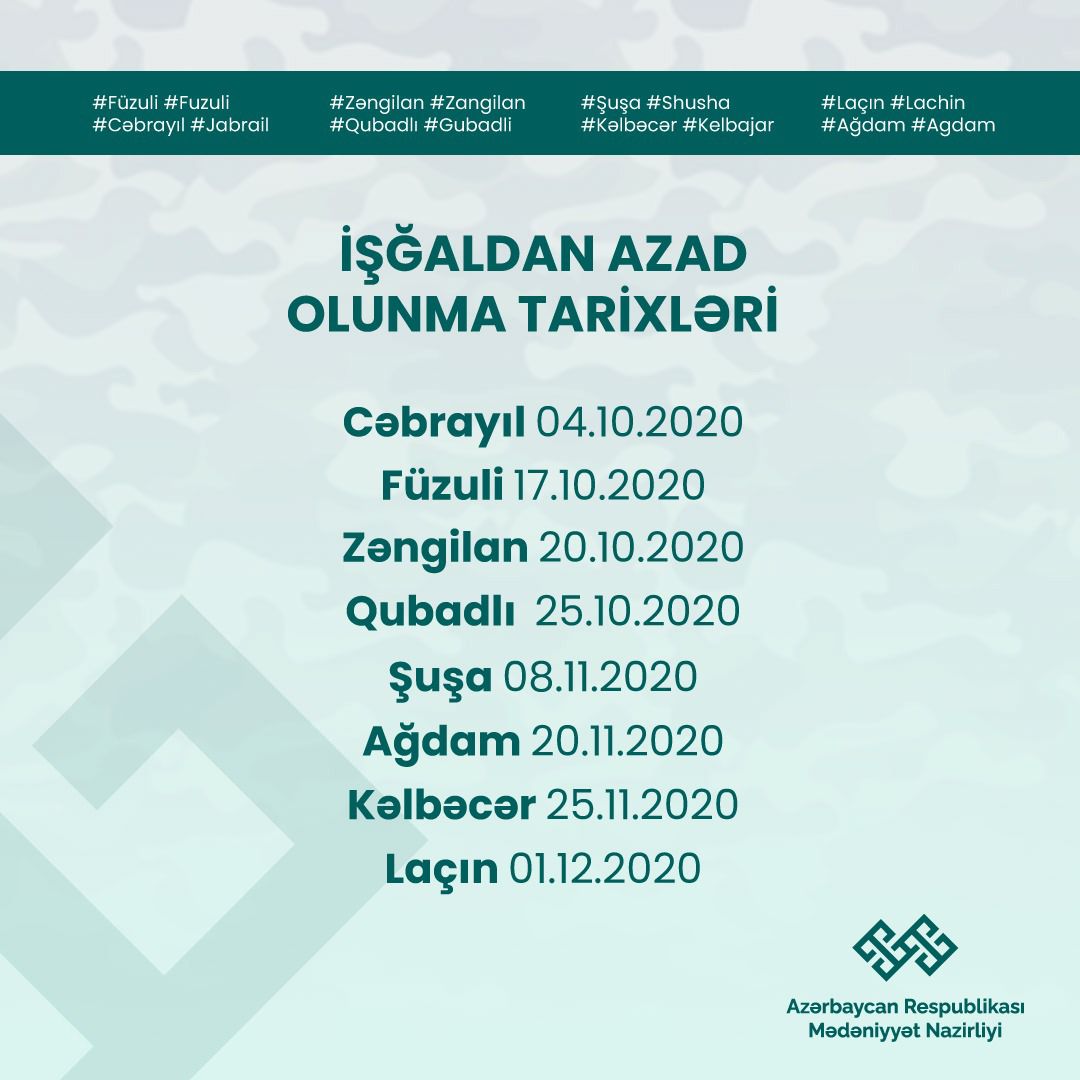 #Füzuli #Fuzuli
#Cəbrayıl #Jabrail
#Zəngilan #Zangilan
#Qubadlı #Gubadli
#Şuşa #Shusha
#Kəlbəcər #Kelbajar
#Laçın #Lachin
#Ağdam #Agdam
İŞĞALDAN AZAD
OLUNMA TARİXLƏRİ
Cəbrayıl 04.10.2020
Füzuli 17.10.2020
Zəngilan 20.10.2020
Qubadlı 25.10.2020
Şuşa 08.11.2020
Ağdam 20.11.2020
Kəlbəcər 25.11.2020
Laçın 01.12.2020
Azərbaycan Respublikası
Mədəniyyət Nazirliyi